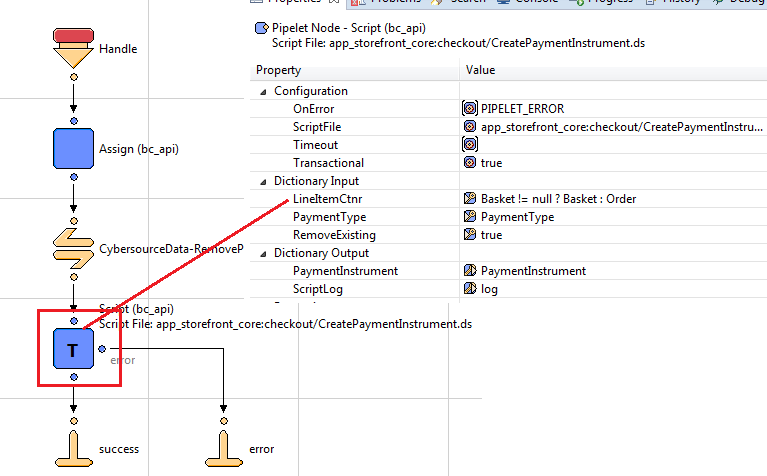 Properties
Problems
Search
Console
Progress
History
Debug
Pipelet Node - Script (bc_api)
Script File: app_storefront_core:checkout/CreatePaymentInstrument.ds
Property Value
Configuration
OnError PIPELET_ERROR
ScriptFile app_storefront_core:checkout/CreatePaymentInstru...
Timeout
Transactional true
Dictionary Input
LineItemCtnr Basket != null ? Basket : Order
PaymentType PaymentType
RemoveExisting true
Dictionary Output
PaymentInstrument PaymentInstrument
ScriptLog log
Handle
Assign (bc_api)
CybersourceData-RemoveP
Script (bc_api)
Script File: app_storefront_core:checkout/CreatePaymentInstrument.ds
T
error
success
error